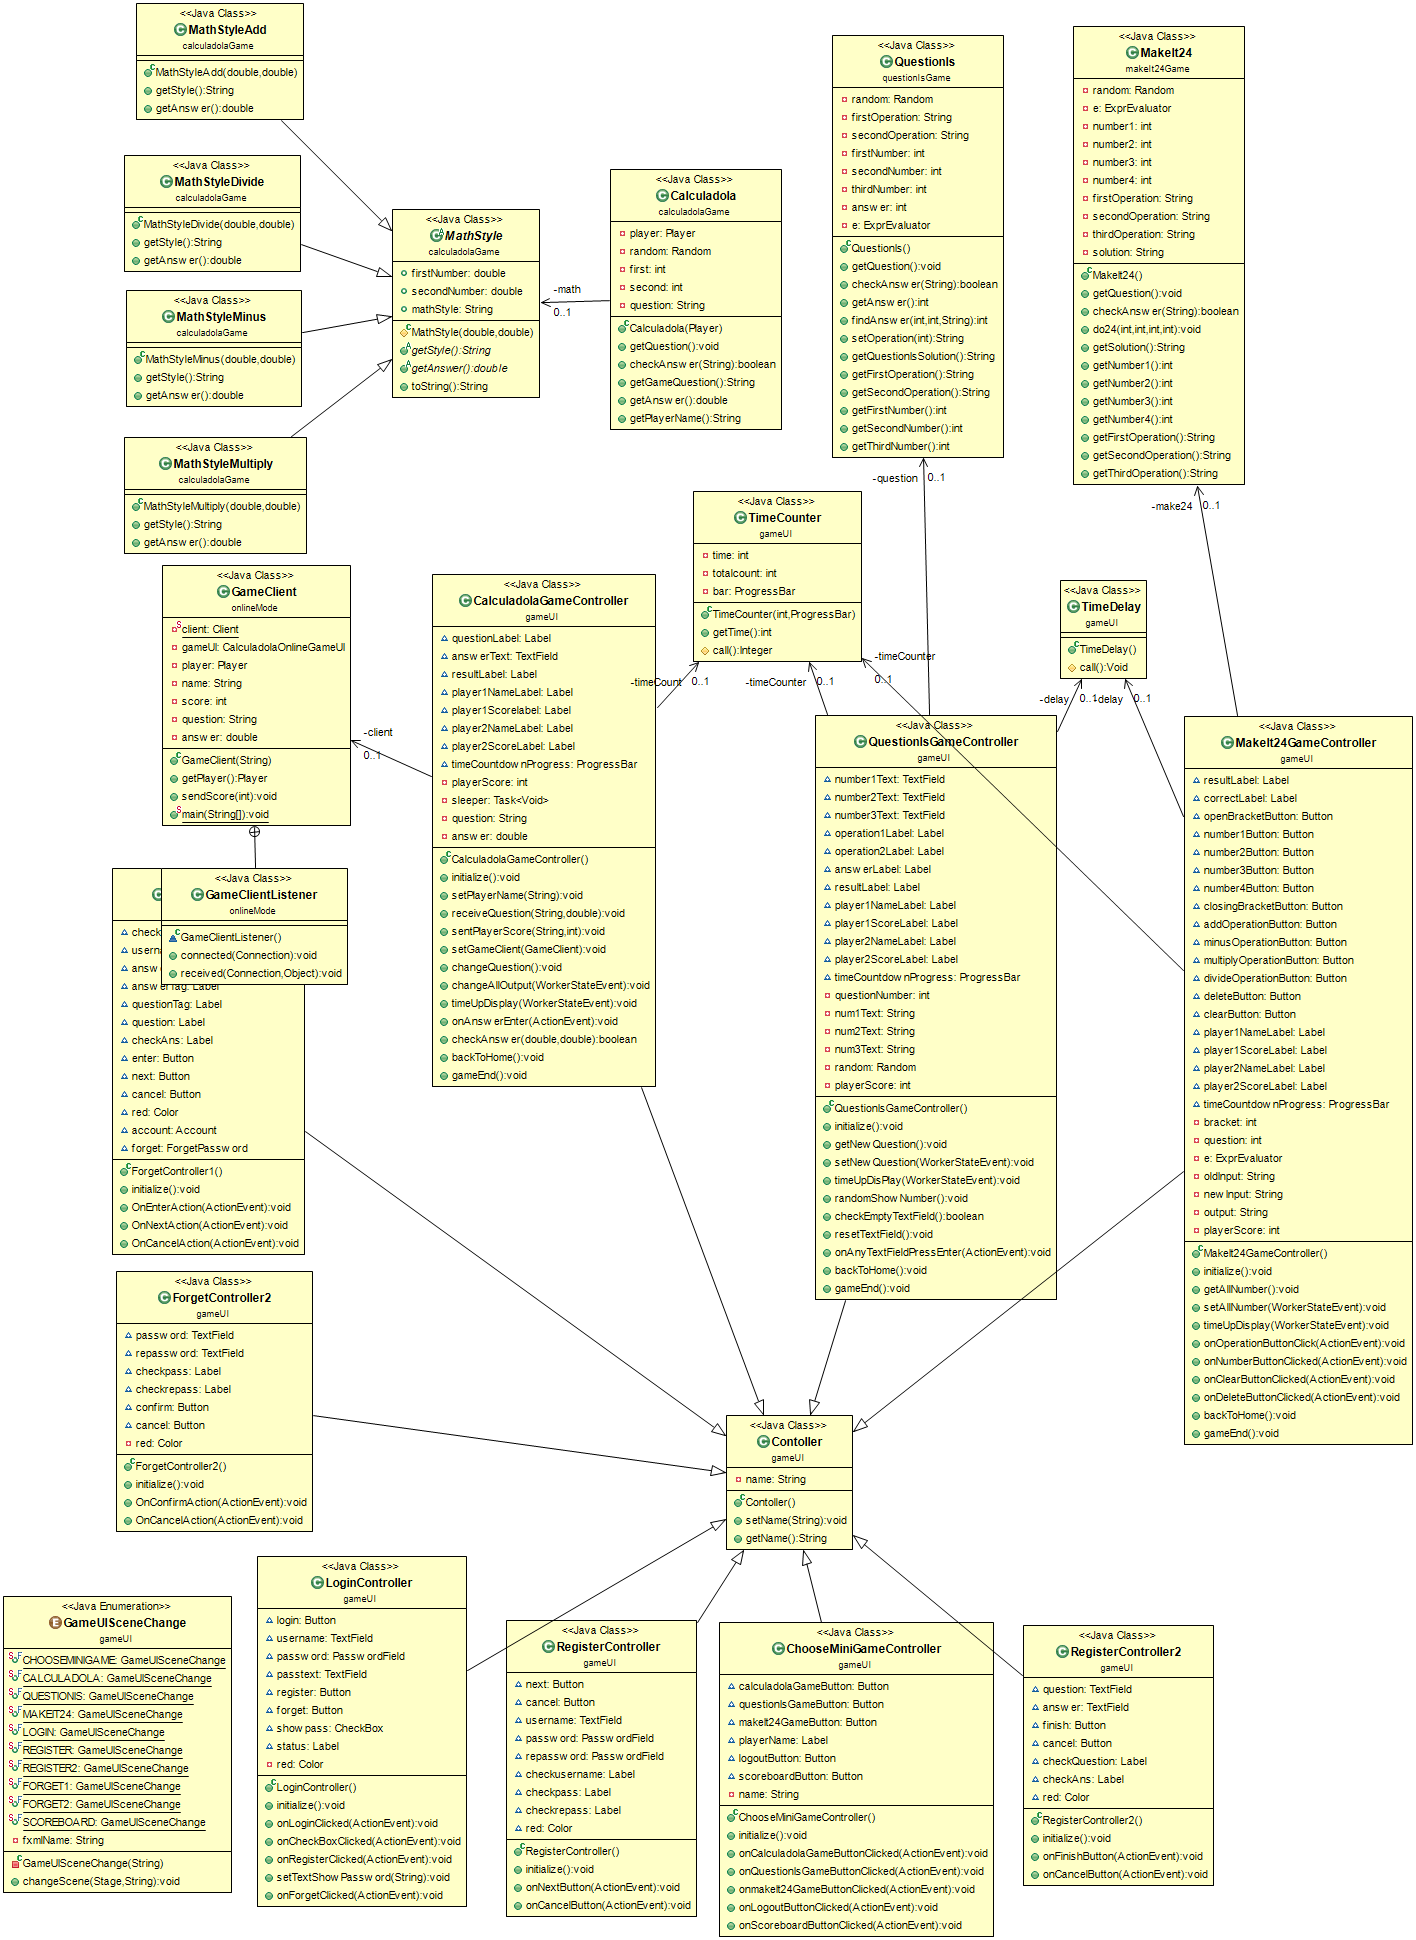 <<Java Class>>
MathStyleAdd
calculadolaGame
MathStyleAdd(double,double)
getStyle():String
getAnswer():double
<<Java Class>>
MathStyleDivide
calculadolaGame
MathStyleDivide(double,double)
getStyle():String
getAnswer():double
<<Java Class>>
MathStyleMinus
calculadolaGame
MathStyleMinus(double,double)
getStyle():String
getAnswer():double
<<Java Class>>
MathStyleMultiply
calculadolaGame
MathStyleMultiply(double,double)
getStyle():String
getAnswer():double
<<Java Class>>
MathStyle
calculadolaGame
firstNumber: double
secondNumber: double
mathStyle: String
MathStyle(double,double)
getStyle():String
getAnswer():double
toString():String
-math
0..1
<<Java Class>>
Calculadola
calculadolaGame
player: Player
random: Random
first: int
second: int
question: String
Calculadola(Player)
getQuestion():void
checkAnswer(String):boolean
getGameQuestion():String
getAnswer():double
getPlayerName():String
<<Java Class>>
QuestionIs
questionIsGame
random: Random
firstOperation: String
secondOperation: String
firstNumber: int
secondNumber: int
thirdNumber: int
answer: int
e: ExprEvaluator
QuestionIs()
getQuestion():void
checkAnswer(String):boolean
getAnswer():int
findAnswer(int,int,String):int
setOperation(int):String
getQuestionIsSolution():String
getFirstOperation():String
getSecondOperation():String
getFirstNumber():int
getSecondNumber():int
getThirdNumber():int
-question
0..1
<<Java Class>>
MakeIt24
makeIt24Game
random: Random
e: ExprEvaluator
number1: int
number2: int
number3: int
number4: int
firstOperation: String
secondOperation: String
thirdOperation: String
solution: String
MakeIt24()
getQuestion():void
checkAnswer(String):boolean
do24(int,int,int,int):void
getSolution():String
getNumber1():int
getNumber2():int
getNumber3():int
getNumber4():int
getFirstOperation():String
getSecondOperation():String
getThirdOperation():String
-make24
0..1
<<Java Class>>
TimeCounter
gameUI
time: int
totalcount: int
bar: ProgressBar
TimeCounter(int,ProgressBar)
getTime():int
call():Integer
-timeCount
0..1
-timeCounter
0..1
-timeCounter
0..1
<<Java Class>>
TimeDelay
gameUI
TimeDelay()
call():Void
-delay
0..1
-delay
0..1
<<Java Class>>
GameClient
onlineMode
client: Client
gameUI: CalculadolaOnlineGameUI
player: Player
name: String
score: int
question: String
answer: double
GameClient(String)
getPlayer():Player
sendScore(int):void
main(String[]):void
-client
0..1
<<Java Class>>
GameClientListener
onlineMode
GameClientListener()
connected(Connection):void
received(Connection,Object):void
check
userna
answ
answerTag: Label
questionTag: Label
question: Label
checkAns: Label
enter: Button
next: Button
cancel: Button
red: Color
account: Account
forget: ForgetPassword
ForgetController1()
initialize():void
OnEnterAction(ActionEvent):void
OnNextAction(ActionEvent):void
OnCancelAction(ActionEvent):void
<<Java Class>>
CalculadolaGameController
gameUI
questionLabel: Label
answerText: TextField
resultLabel: Label
player1NameLabel: Label
player1Scorelabel: Label
player2NameLabel: Label
player2ScoreLabel: Label
timeCountdownProgress: ProgressBar
playerScore: int
sleeper: Task<Void>
question: String
answer: double
CalculadolaGameController()
initialize():void
setPlayerName(String):void
receiveQuestion(String,double):void
sentPlayerScore(String,int):void
setGameClient(GameClient):void
changeQuestion():void
changeAllOutput(WorkerStateEvent):void
timeUpDisplay(WorkerStateEvent):void
onAnswerEnter(ActionEvent):void
checkAnswer(double,double):boolean
backToHome():void
gameEnd():void
<<Java Class>>
QuestionIsGameController
gameUI
number1Text: TextField
number2Text: TextField
number3Text: TextField
operation1Label: Label
operation2Label: Label
answerLabel: Label
resultLabel: Label
player1NameLabel: Label
player1ScoreLabel: Label
player2NameLabel: Label
player2ScoreLabel: Label
timeCountdownProgress: ProgressBar
questionNumber: int
num1Text: String
num2Text: String
num3Text: String
random: Random
playerScore: int
QuestionIsGameController()
initialize():void
getNewQuestion():void
setNewQuestion(WorkerStateEvent):void
timeUpDisPlay(WorkerStateEvent):void
randomShowNumber():void
checkEmptyTextField():boolean
resetTextField():void
onAnyTextFieldPressEnter(ActionEvent):void
backToHome():void
gameEnd():void
<<Java Class>>
MakeIt24GameController
gameUI
resultLabel: Label
correctLabel: Label
openBracketButton: Button
number1Button: Button
number2Button: Button
number3Button: Button
number4Button: Button
closingBracketButton: Button
addOperationButton: Button
minusOperationButton: Button
multiplyOperationButton: Button
divideOperationButton: Button
deleteButton: Button
clearButton: Button
player1NameLabel: Label
player1ScoreLabel: Label
player2NameLabel: Label
player2ScoreLabel: Label
timeCountdownProgress: ProgressBar
bracket: int
question: int
e: ExprEvaluator
oldInput: String
newInput: String
output: String
playerScore: int
MakeIt24GameController()
initialize():void
getAllNumber():void
setAllNumber(WorkerStateEvent):void
timeUpDisplay(WorkerStateEvent):void
onOperationButtonClick(ActionEvent):void
onNumberButtonClicked(ActionEvent):void
onClearButtonClicked(ActionEvent):void
onDeleteButtonClicked(ActionEvent):void
backToHome():void
gameEnd():void
<<Java Class>>
ForgetController2
gameUI
password: TextField
repassword: TextField
checkpass: Label
checkrepass: Label
confirm: Button
cancel: Button
red: Color
ForgetController2()
initialize():void
OnConfirmAction(ActionEvent):void
OnCancelAction(ActionEvent):void
<<Java Class>>
Contoller
gameUI
name: String
Contoller()
setName(String):void
getName():String
<<Java Enumeration>>
GameUISceneChange
gameUI
CHOOSEMINIGAME: GameUISceneChange
CALCULADOLA: GameUISceneChange
QUESTIONIS: GameUISceneChange
MAKEIT24: GameUISceneChange
LOGIN: GameUISceneChange
REGISTER: GameUISceneChange
REGISTER2: GameUISceneChange
FORGET1: GameUISceneChange
FORGET2: GameUISceneChange
SCOREBOARD: GameUISceneChange
fxmlName: String
GameUISceneChange(String)
changeScene(Stage,String):void
<<Java Class>>
LoginController
gameUI
login: Button
username: TextField
password: PasswordField
passtext: TextField
register: Button
forget: Button
showpass: CheckBox
status: Label
red: Color
LoginController()
initialize():void
onLoginClicked(ActionEvent):void
onCheckBoxClicked(ActionEvent):void
onRegisterClicked(ActionEvent):void
setTextShowPassword(String):void
onForgetClicked(ActionEvent):void
<<Java Class>>
RegisterController
gameUI
next: Button
cancel: Button
username: TextField
password: PasswordField
repassword: PasswordField
checkusername: Label
checkpass: Label
checkrepass: Label
red: Color
RegisterController()
initialize():void
onNextButton(ActionEvent):void
onCancelButton(ActionEvent):void
<<Java Class>>
ChooseMiniGameController
gameUI
calculadolaGameButton: Button
questionIsGameButton: Button
makeIt24GameButton: Button
playerName: Label
logoutButton: Button
scoreboardButton: Button
name: String
ChooseMiniGameController()
initialize():void
onCalculadolaGameButtonClicked(ActionEvent):void
onQuestionIsGameButtonClicked(ActionEvent):void
onmakeIt24GameButtonClicked(ActionEvent):void
onLogoutButtonClicked(ActionEvent):void
onScoreboardButtonClicked(ActionEvent):void
<<Java Class>>
RegisterController2
gameUI
question: TextField
answer: TextField
finish: Button
cancel: Button
checkQuestion: Label
checkAns: Label
red: Color
RegisterController2()
initialize():void
onFinishButton(ActionEvent):void
onCancelButton(ActionEvent):void